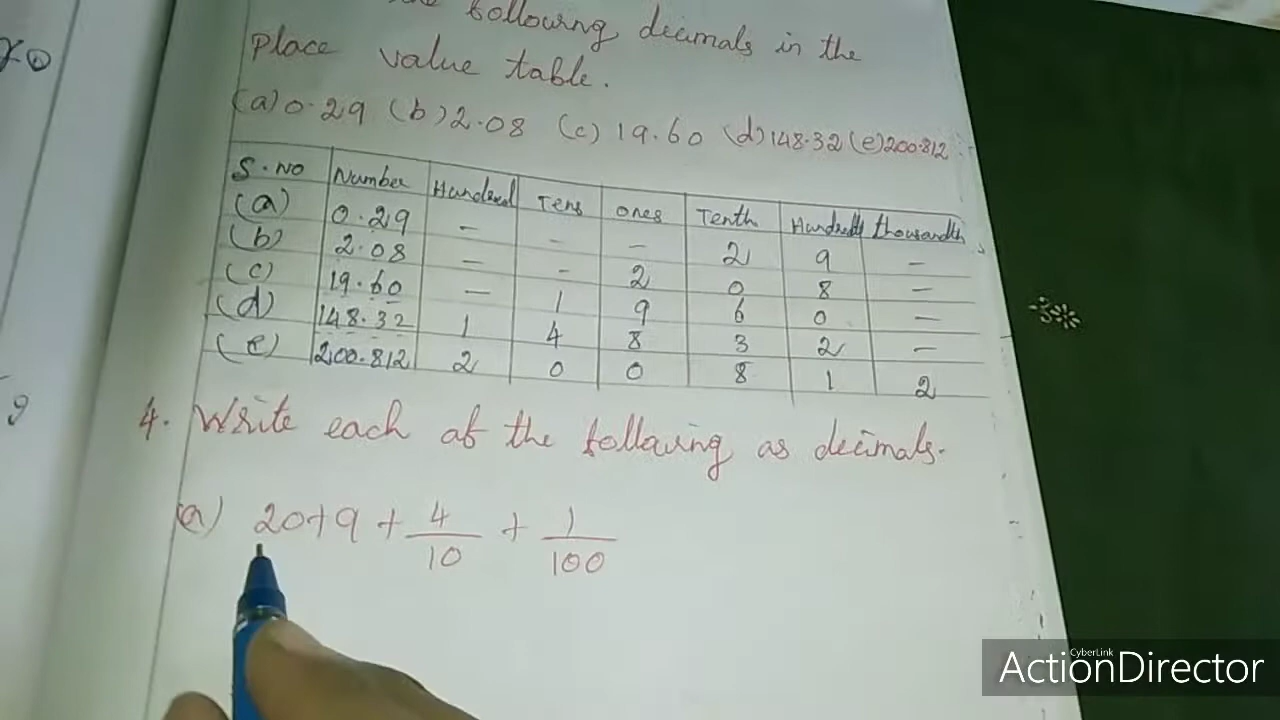 following decimals in the
place value table.
(a) 0.29 (b) 2.08 (c) 19.60 (d) 148.32 (e) 200.812
S.NO Number Hundred Tens ones Tenth Hundredth thousandth
(a) 0.29 - - - 2 9 -
(b) 2.08 - - 2 0 8 -
(c) 19.60 - 1 9 6 0 -
(d) 148.32 1 4 8 3 2 -
(e) 200.812 2 0 0 8 1 2
4. Write each of the following as decimals.
(a) 20+9 + 4/10 + 1/100
CyberLink
ActionDirector